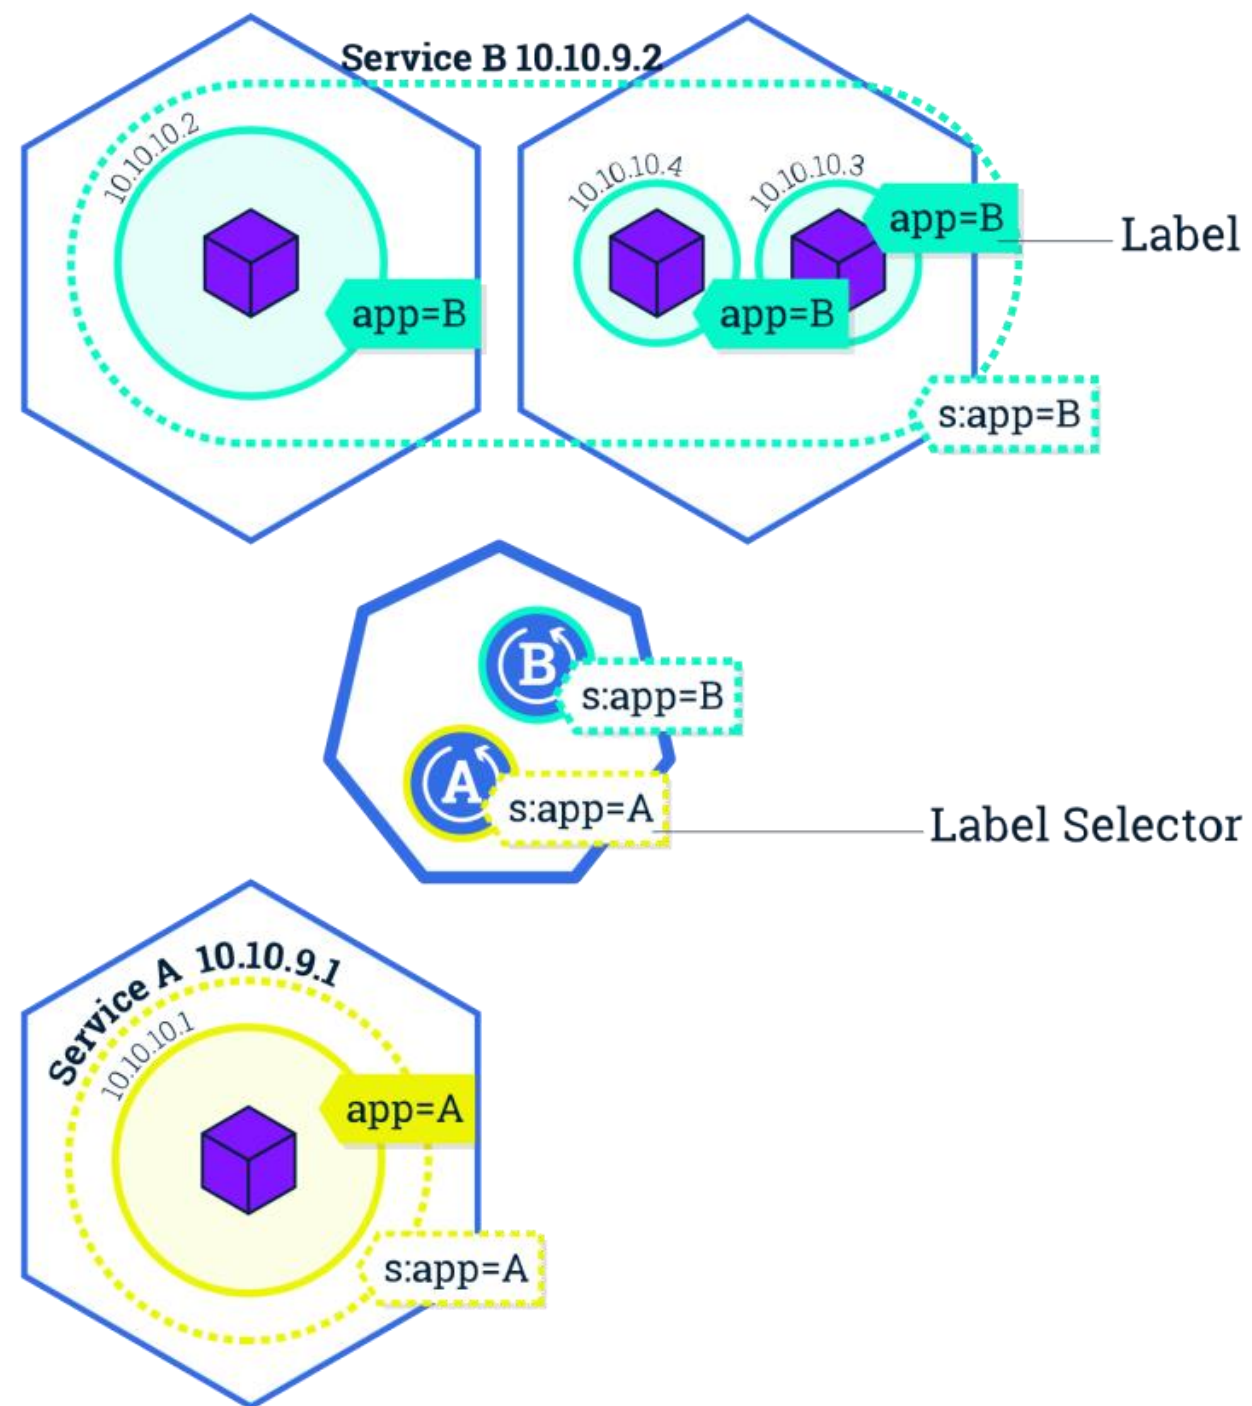 Service B 10.10.9.2
10.10.10.2
10.10.10.4
10.10.10.3
app=B
Label
app=B
app=B
s:app=B
B
s:app=B
A
s:app=A
Label Selector
Service A 10.10.9.1
10.10.10.1
app=A
s:app=A